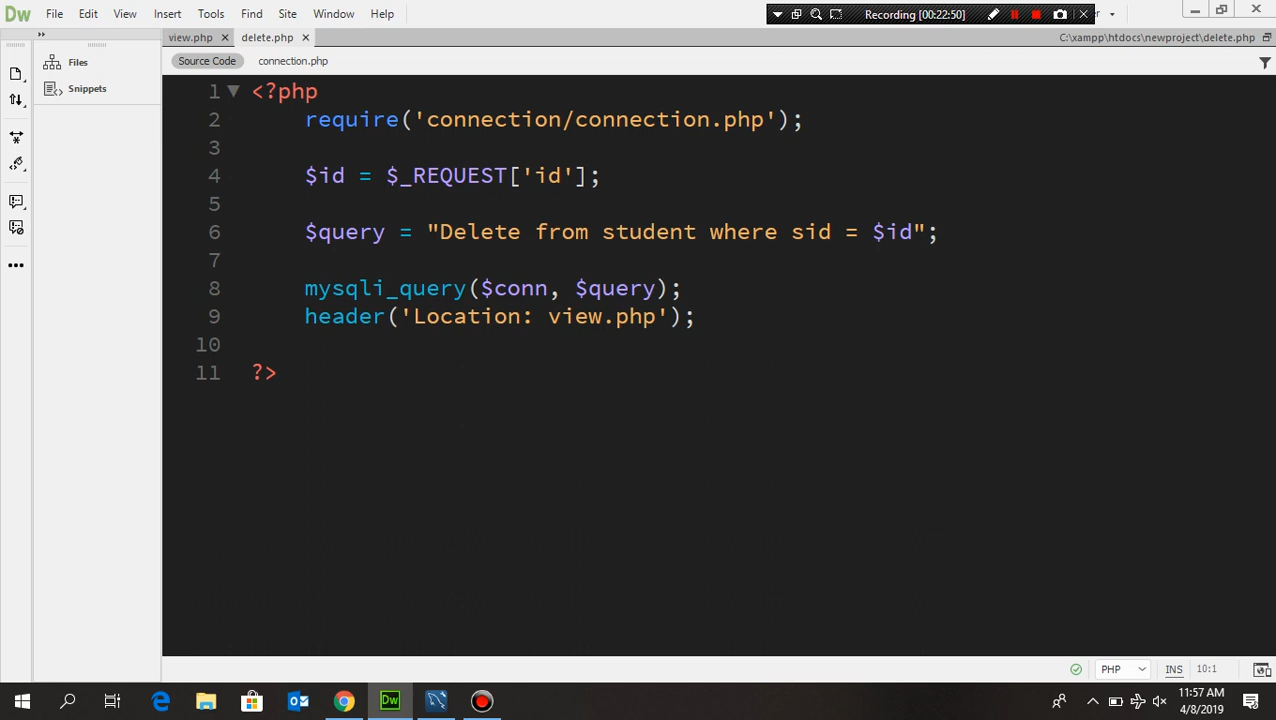 Dw File Edit View Insert Tools Find Site Window Help
Recording [00:22:50]
view.php delete.php C:\xampp\htdocs\newproject\delete.php
Source Code connection.php
Files
Snippets
1 <?php
2 require('connection/connection.php');
3
4 $id = $_REQUEST['id'];
5
6 $query = "Delete from student where sid = $id";
7
8 mysqli_query($conn, $query);
9 header('Location: view.php');
10
11 ?>
PHP INS 10:1
Dw
11:57 AM
4/8/2019